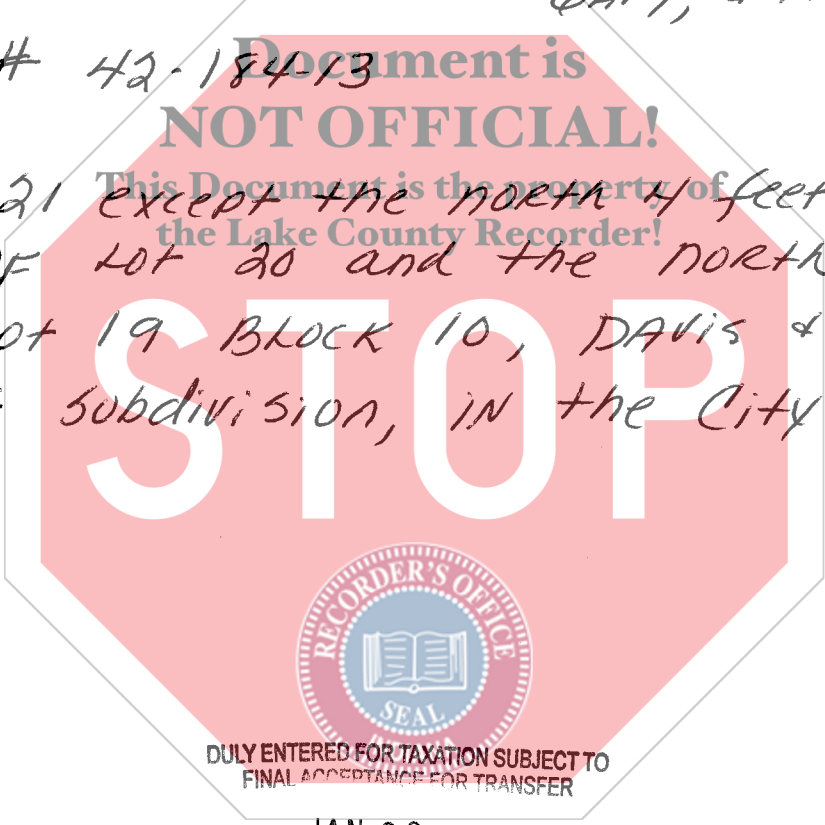 # 42-184-13
Document is
NOT OFFICIAL!
21 except the north 4 feet
This Document is the property of
the Lake County Recorder!
Lot 20 and the north
19 Block 10, DAvis &
subdivision, in the City
STOP
RECORDER'S OFFICE
SEAL
DULY ENTERED FOR TAXATION SUBJECT TO
FINAL ACCEPTANCE FOR TRANSFER